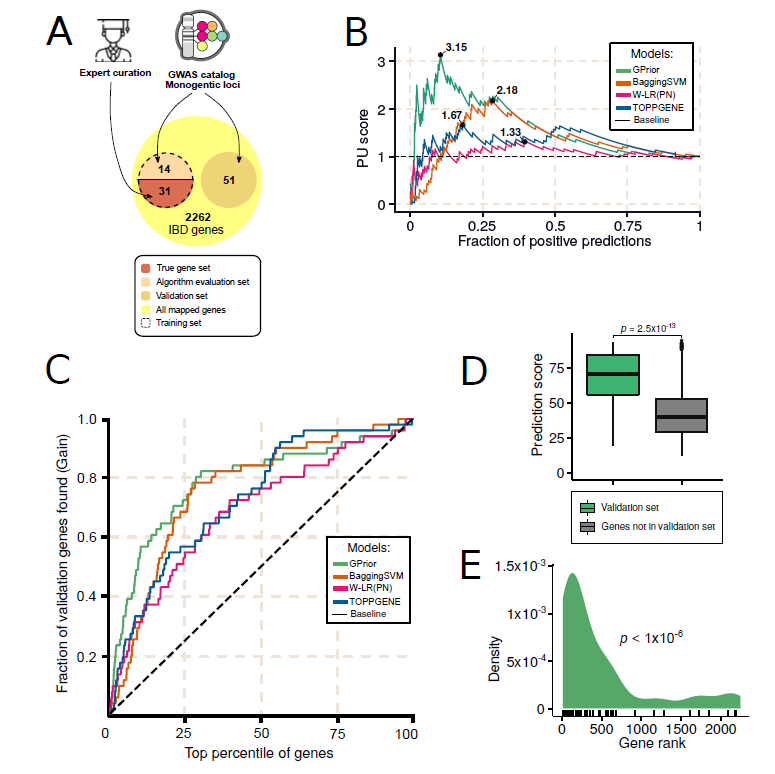 A
Expert curation
GWAS catalog
Monogentic loci
14
31
51
2262
IBD genes
True gene set
Algorithm evaluation set
Validation set
All mapped genes
Training set
B
PU score
3
2
1
0
3.15
2.18
1.67
1.33
Models:
GPrior
BaggingSVM
W-LR(PN)
TOPPGENE
Baseline
0
0.25
0.5
0.75
1
Fraction of positive predictions
C
Fraction of validation genes found (Gain)
1.0
0.8
0.6
0.4
0.2
Models:
GPrior
BaggingSVM
W-LR(PN)
TOPPGENE
Baseline
0
25
50
75
100
Top percentile of genes
D
Prediction score
75
50
25
0
p = 2.5x10⁻¹³
Validation set
Genes not in validation set
E
Density
1.5x10⁻³
1x10⁻³
5x10⁻⁴
0
p < 1x10⁻⁶
0
500
1000
1500
2000
Gene rank